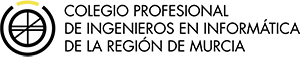 COLEGIO PROFESIONAL
DE INGENIEROS EN INFORMÁTICA
DE LA REGIÓN DE MURCIA